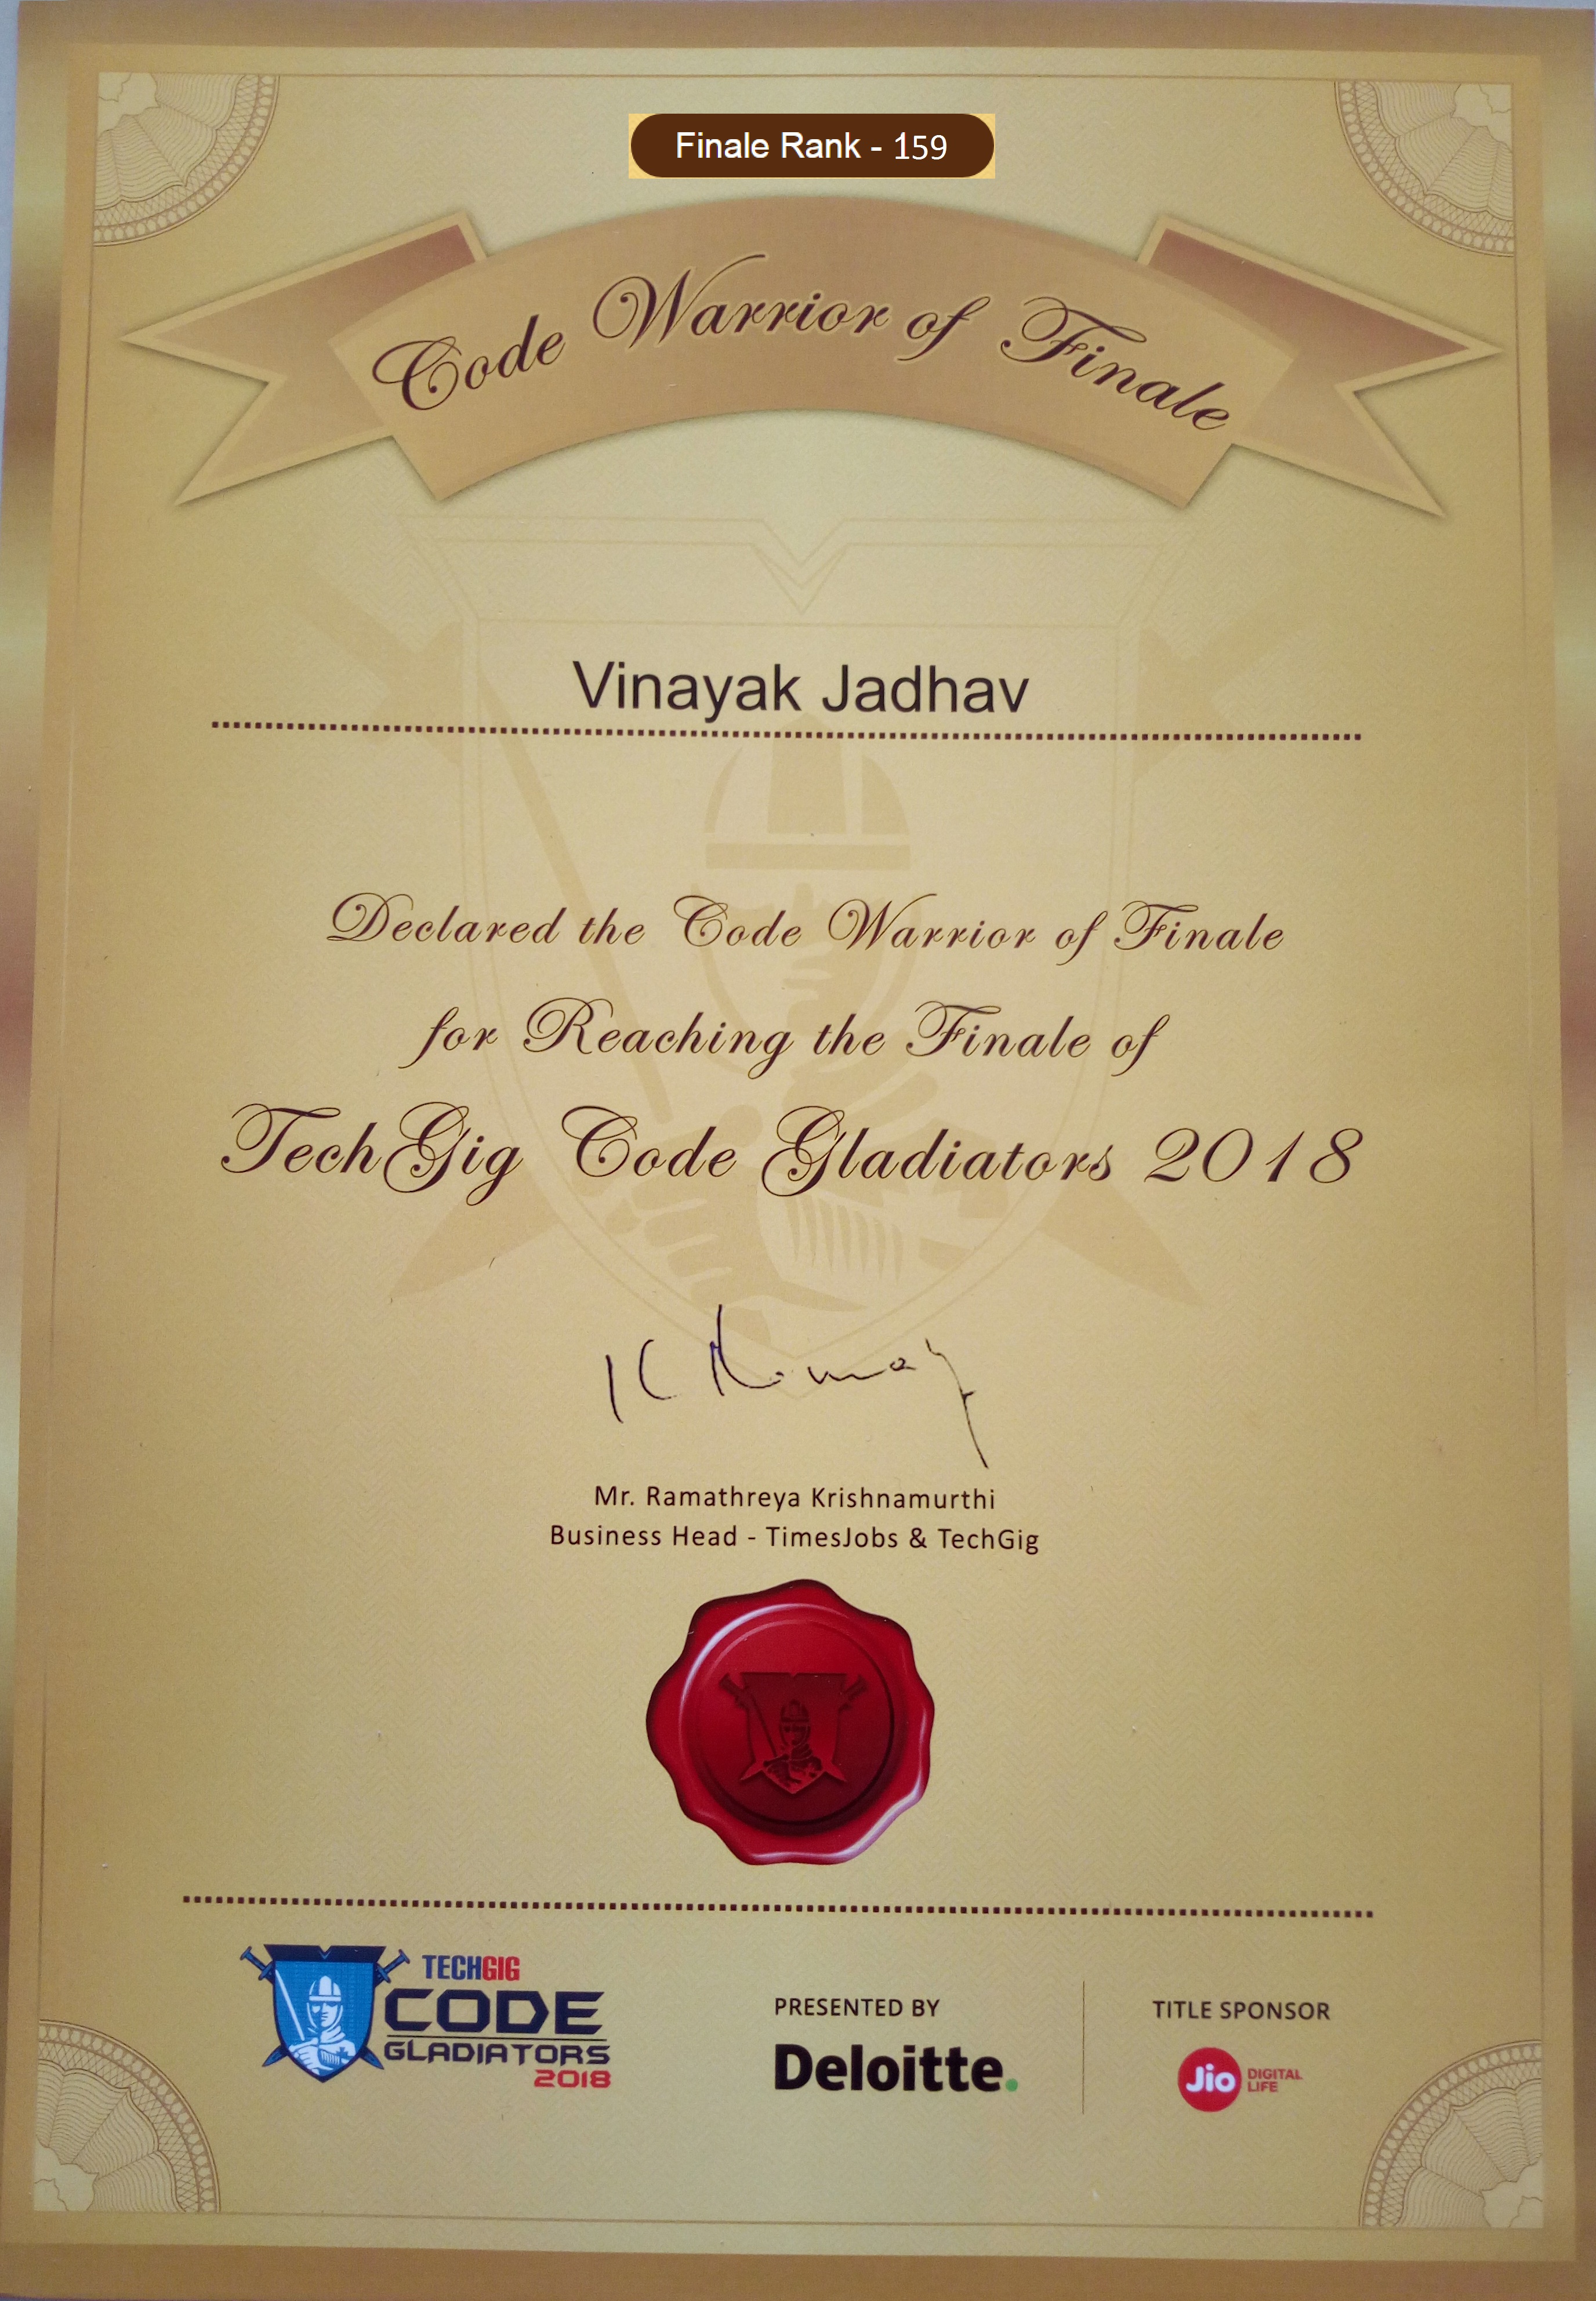 Finale Rank - 159
Code Warrior of Finale
Vinayak Jadhav
Declared the Code Warrior of Finale
for Reaching the Finale of
TechGig Code Gladiators 2018
Mr. Ramathreya Krishnamurthi
Business Head - TimesJobs & TechGig
TECHGIG
CODE
GLADIATORS
2018
PRESENTED BY
Deloitte.
TITLE SPONSOR
Jio DIGITAL
LIFE